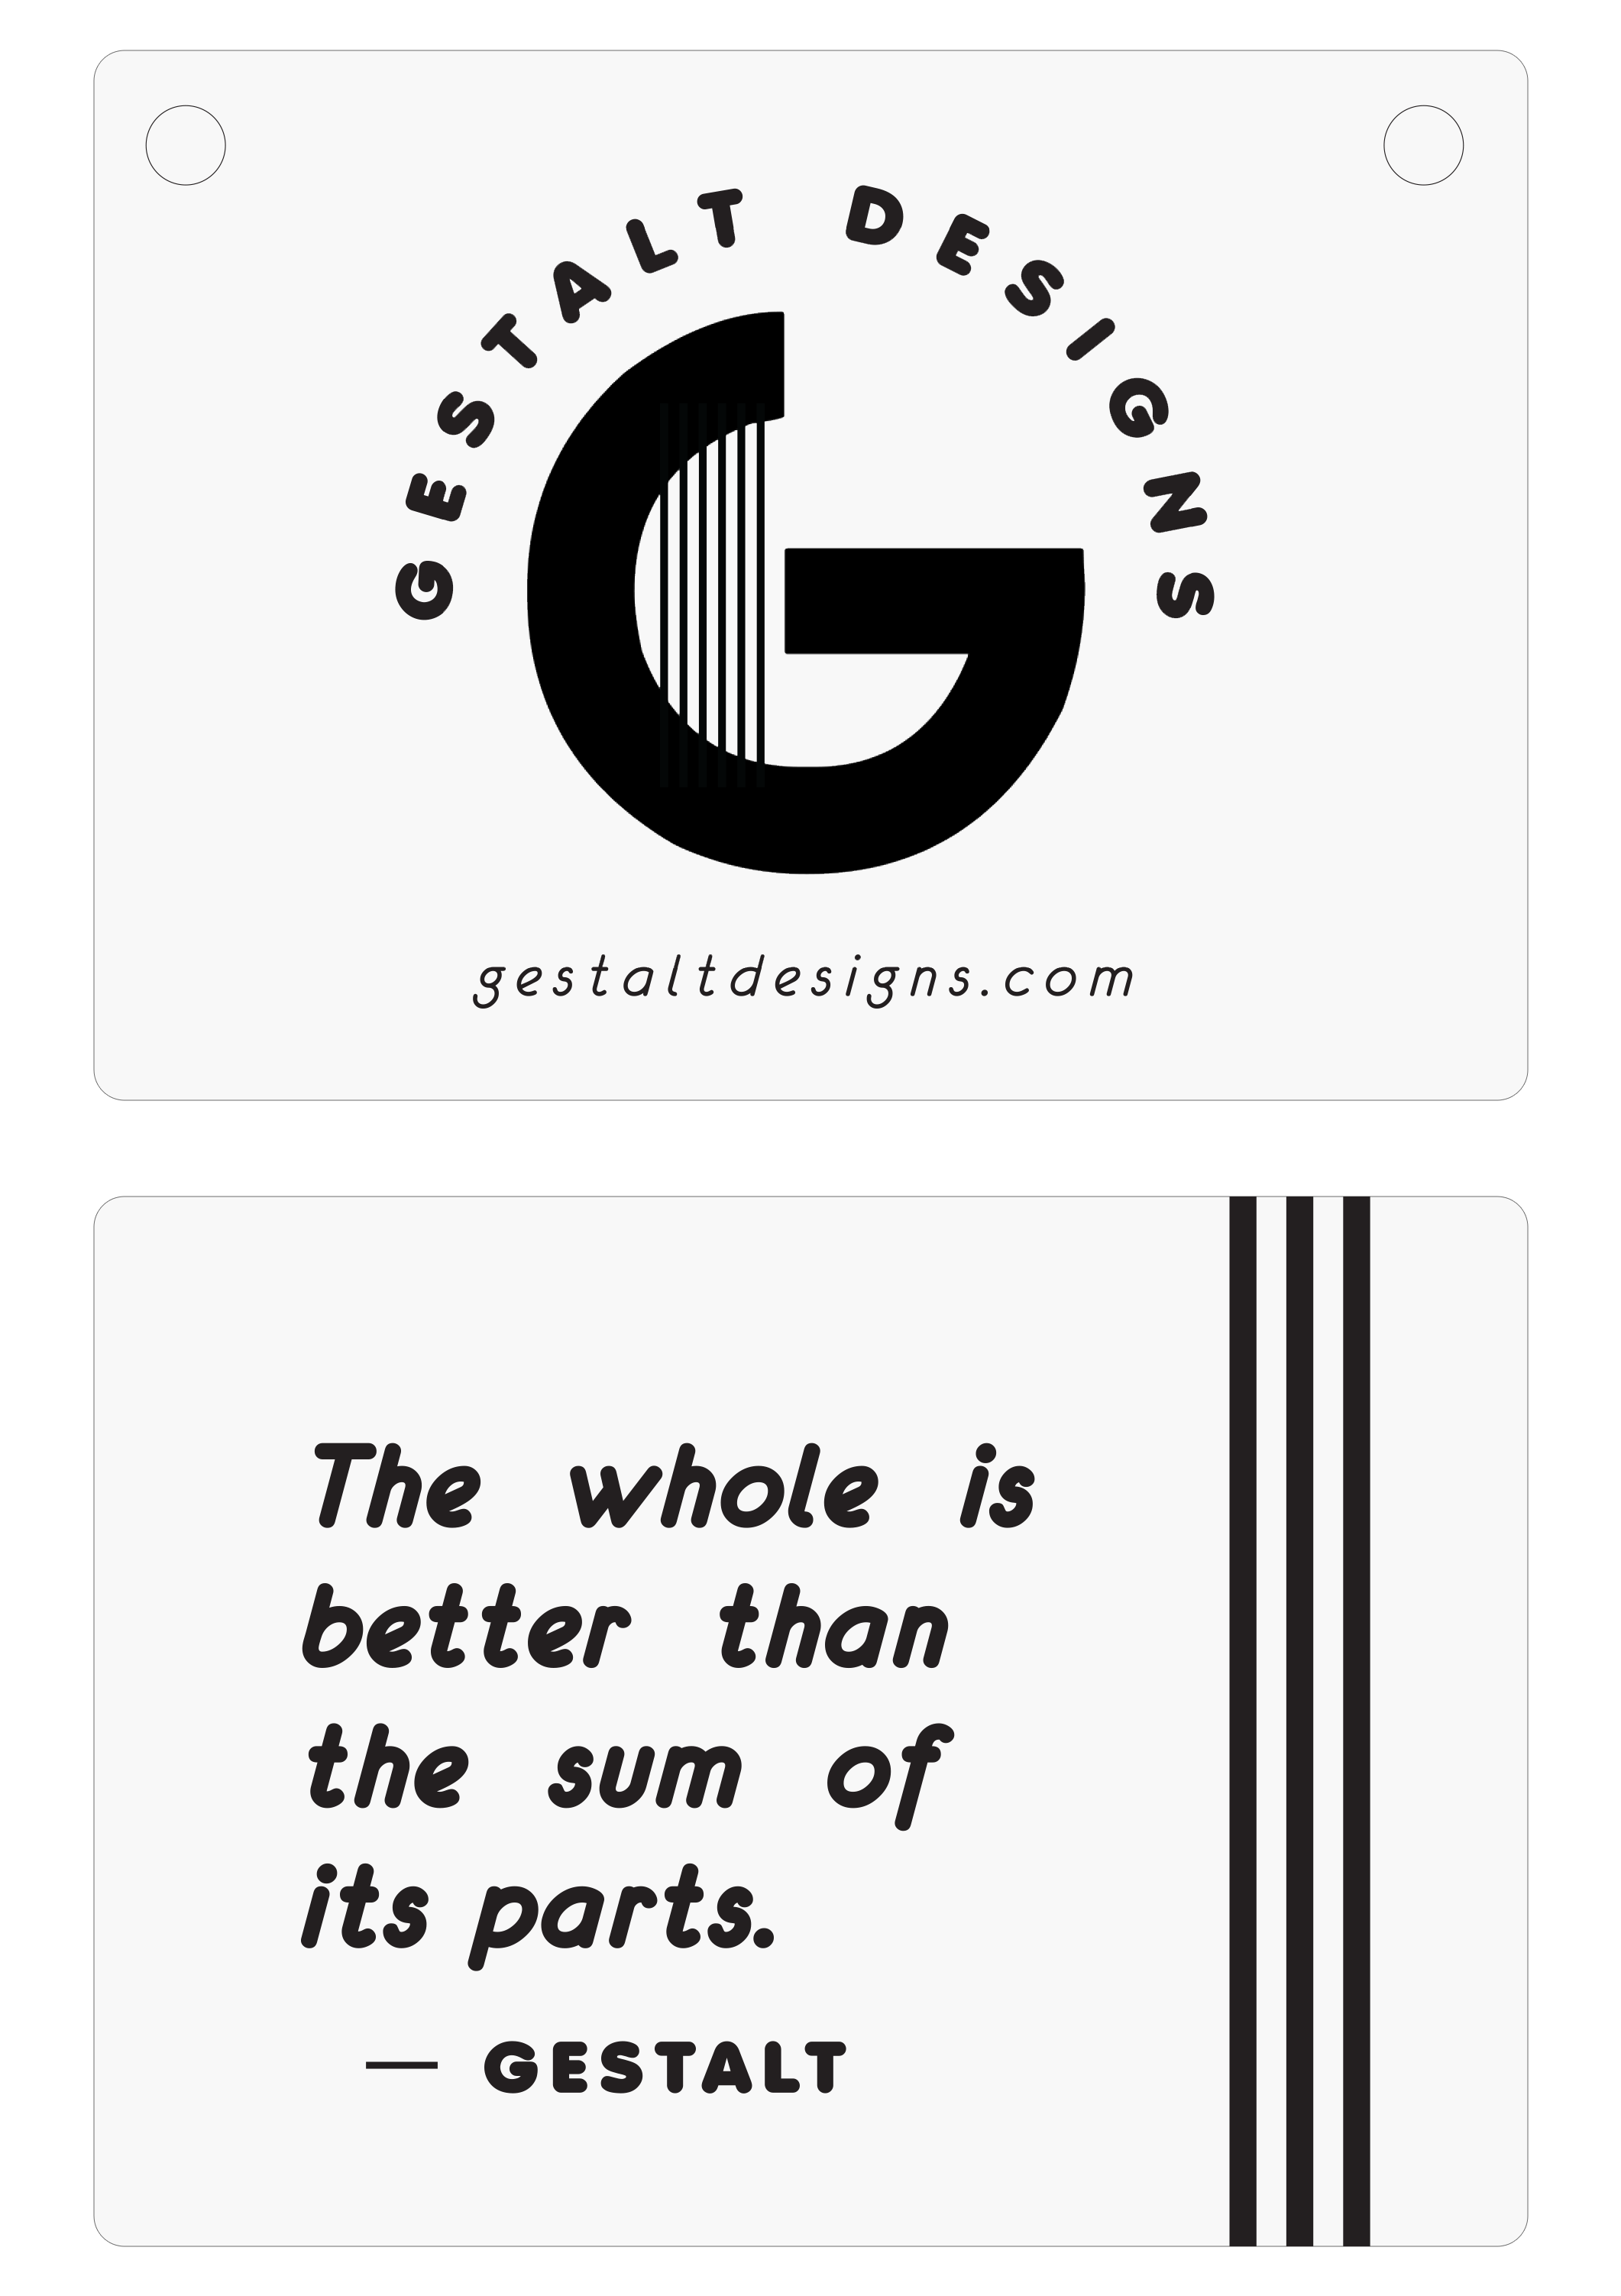 GESTALT DESIGNS
G
gestaltdesigns.com
The whole is
better than
the sum of
its parts.
— GESTALT